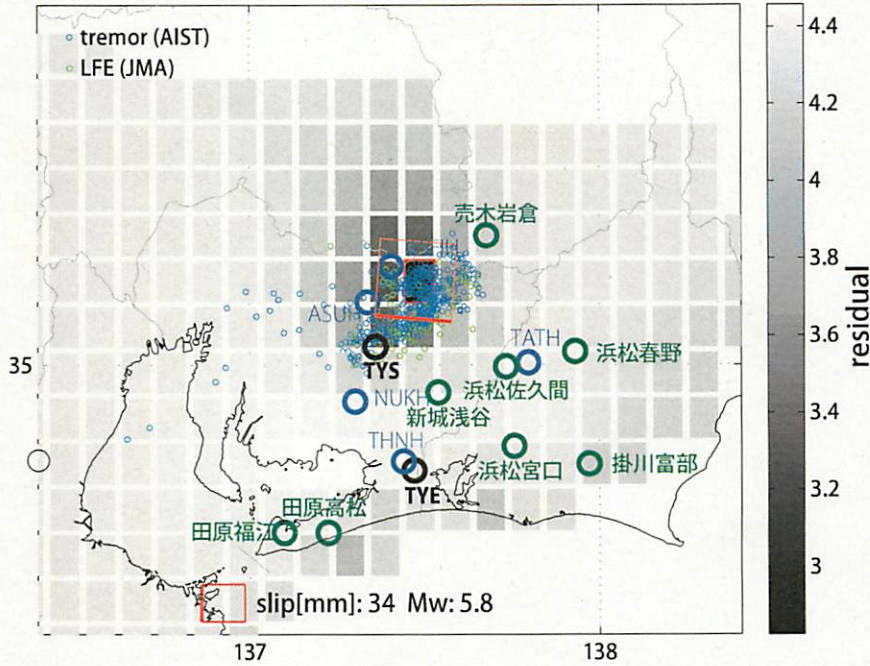 tremor (AIST)
LFE (JMA)
4.4
4.2
4
3.8
3.6
3.4
3.2
3
residual
売木岩倉
ASUH
TATH
浜松春野
35
TYS
浜松佐久間
NUKH
新城浅谷
THNH
浜松宮口
掛川富部
TYE
田原高松
田原福江
slip[mm]: 34 Mw: 5.8
137
138